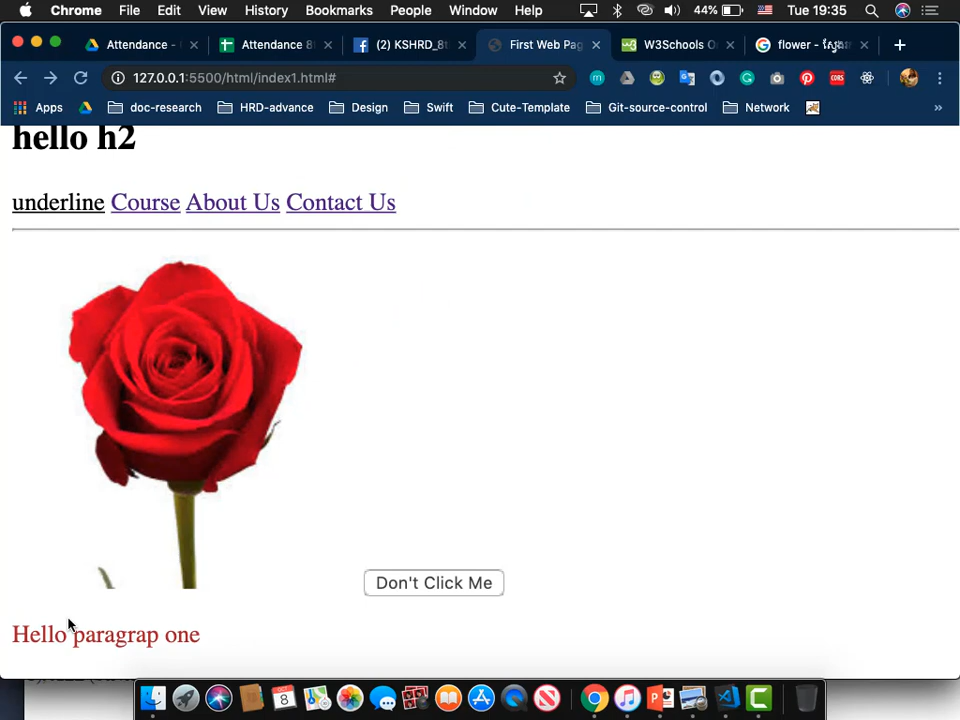 Chrome File Edit View History Bookmarks People Window Help 44% Tue 19:35
Attendance - Attendance 8 (2) KSHRD_8t First Web Pag W3Schools O flower -
127.0.0.1:5500/html/index1.html#
Apps doc-research HRD-advance Design Swift Cute-Template Git-source-control Network »
hello h2
underline Course About Us Contact Us
Don't Click Me
Hello paragrap one